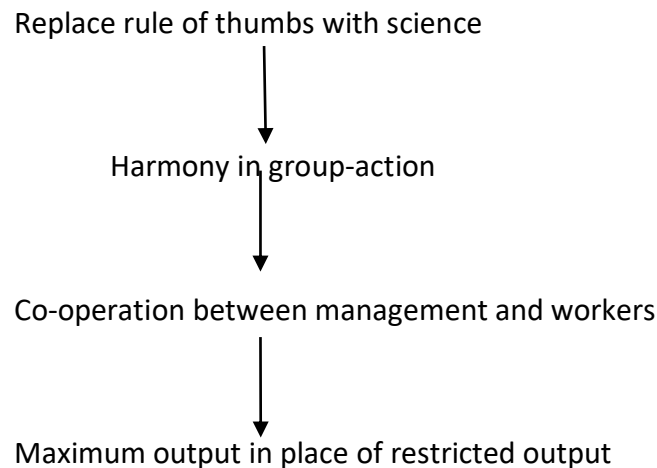 Replace rule of thumbs with science
Harmony in group-action
Co-operation between management and workers
Maximum output in place of restricted output